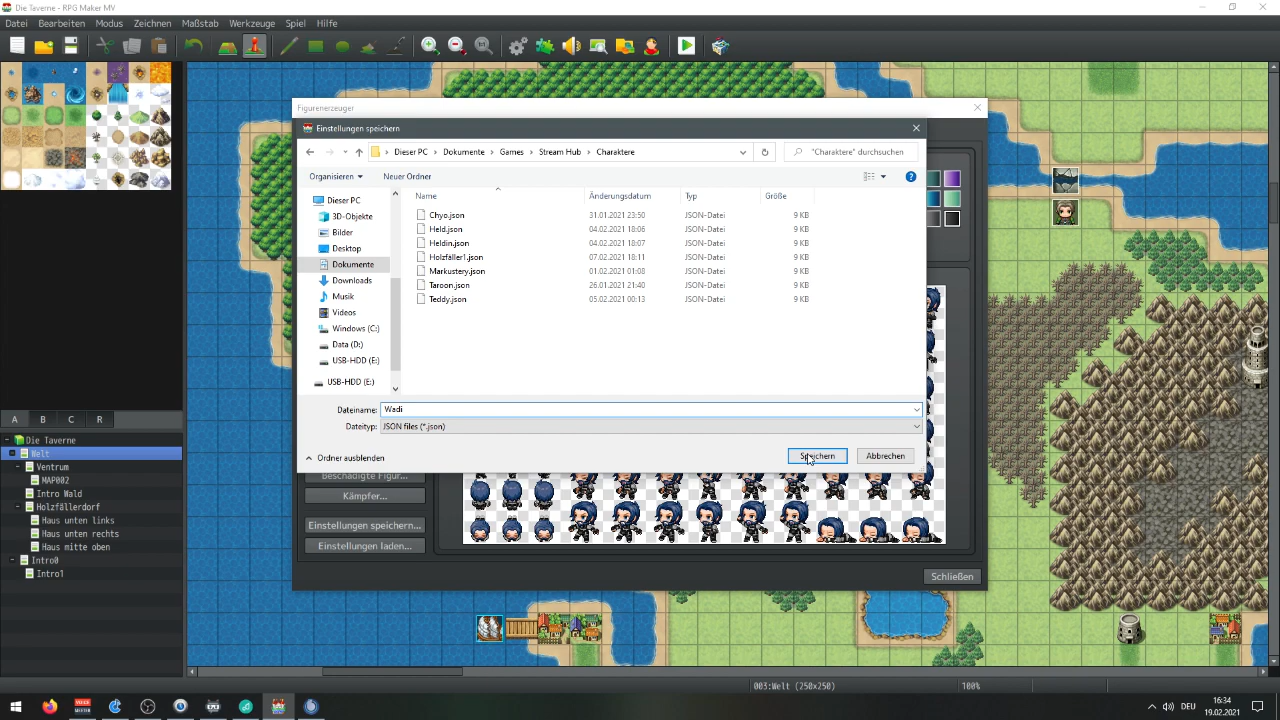 Die Taverne - RPG Maker MV
Datei Bearbeiten Modus Zeichnen Maßstab Werkzeuge Spiel Hilfe
Figurenerzeuger
Einstellungen speichern
Dieser PC > Dokumente > Games > Stream Hub > Charaktere
"Charaktere" durchsuchen
Organisieren Neuer Ordner
Dieser PC
3D-Objekte
Bilder
Desktop
Dokumente
Downloads
Musik
Videos
Windows (C:)
Data (D:)
USB-HDD (E:)
USB-HDD (E:)
Name Änderungsdatum Typ Größe
Chyo.json 31.01.2021 23:50 JSON-Datei 9 KB
Held.json 04.02.2021 18:06 JSON-Datei 9 KB
Heldin.json 04.02.2021 18:07 JSON-Datei 9 KB
Holzfäller1.json 07.02.2021 18:11 JSON-Datei 9 KB
Markustery.json 01.02.2021 01:08 JSON-Datei 9 KB
Taroon.json 26.01.2021 21:40 JSON-Datei 9 KB
Teddy.json 05.02.2021 00:13 JSON-Datei 9 KB
Dateiname: Wadi
Dateityp: JSON files (*.json)
Ordner ausblenden
Speichern Abbrechen
Beschädigte Figur...
Kämpfer...
Einstellungen speichern...
Einstellungen laden...
Schließen
A B C R
Die Taverne
Welt
Ventrum
MAP002
Intro Wald
Holzfällerdorf
Haus unten links
Haus unten rechts
Haus mitte oben
Intro0
Intro1
003:Welt (250x250) 100%
VOICE
MEETER
DEU
16:34
19.02.2021